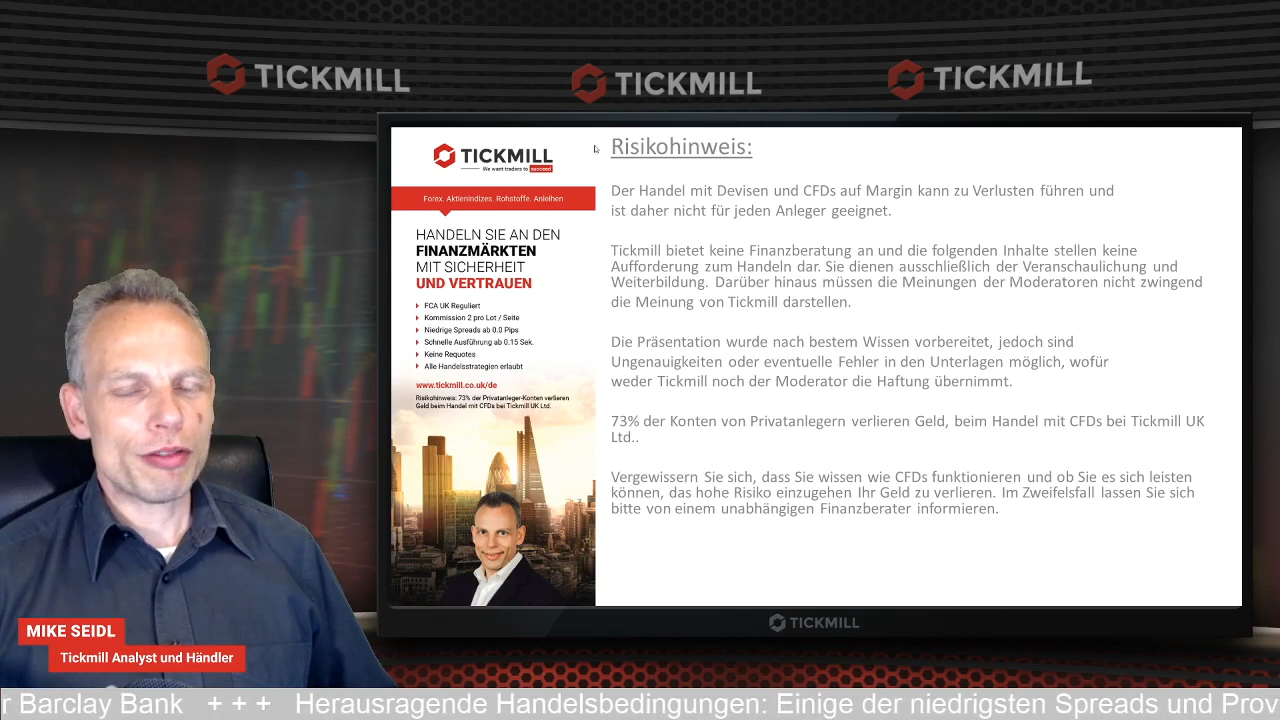 TICKMILL
TICKMILL
TICKMILL
TICKMILL
We want traders to succeed
Forex. Aktienindizes. Rohstoffe. Anleihen
HANDELN SIE AN DEN
FINANZMÄRKTEN
MIT SICHERHEIT
UND VERTRAUEN
FCA UK Reguliert
Kommission 2 pro Lot / Seite
Niedrige Spreads ab 0.0 Pips
Schnelle Ausführung ab 0.15 Sek.
Keine Requotes
Alle Handelsstrategien erlaubt
www.tickmill.co.uk/de
Risikohinweis: 73% der Privatanleger-Konten verlieren
Geld beim Handel mit CFDs bei Tickmill UK Ltd.
Risikohinweis:
Der Handel mit Devisen und CFDs auf Margin kann zu Verlusten führen und
ist daher nicht für jeden Anleger geeignet.
Tickmill bietet keine Finanzberatung an und die folgenden Inhalte stellen keine
Aufforderung zum Handeln dar. Sie dienen ausschließlich der Veranschaulichung und
Weiterbildung. Darüber hinaus müssen die Meinungen der Moderatoren nicht zwingend
die Meinung von Tickmill darstellen.
Die Präsentation wurde nach bestem Wissen vorbereitet, jedoch sind
Ungenauigkeiten oder eventuelle Fehler in den Unterlagen möglich, wofür
weder Tickmill noch der Moderator die Haftung übernimmt.
73% der Konten von Privatanlegern verlieren Geld, beim Handel mit CFDs bei Tickmill UK
Ltd..
Vergewissern Sie sich, dass Sie wissen wie CFDs funktionieren und ob Sie es sich leisten
können, das hohe Risiko einzugehen Ihr Geld zu verlieren. Im Zweifelsfall lassen Sie sich
bitte von einem unabhängigen Finanzberater informieren.
TICKMILL
MIKE SEIDL
Tickmill Analyst und Händler
r Barclay Bank + + + Herausragende Handelsbedingungen: Einige der niedrigsten Spreads und Prov